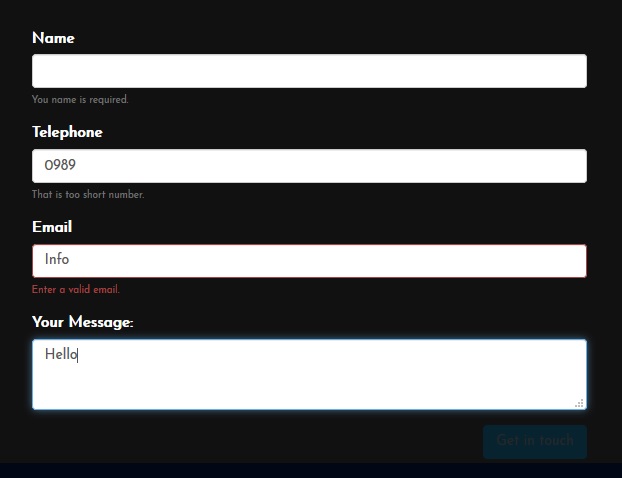 Name
You name is required.
Telephone
0989
That is too short number.
Email
Info
Enter a valid email.
Your Message:
Hello
Get in touch